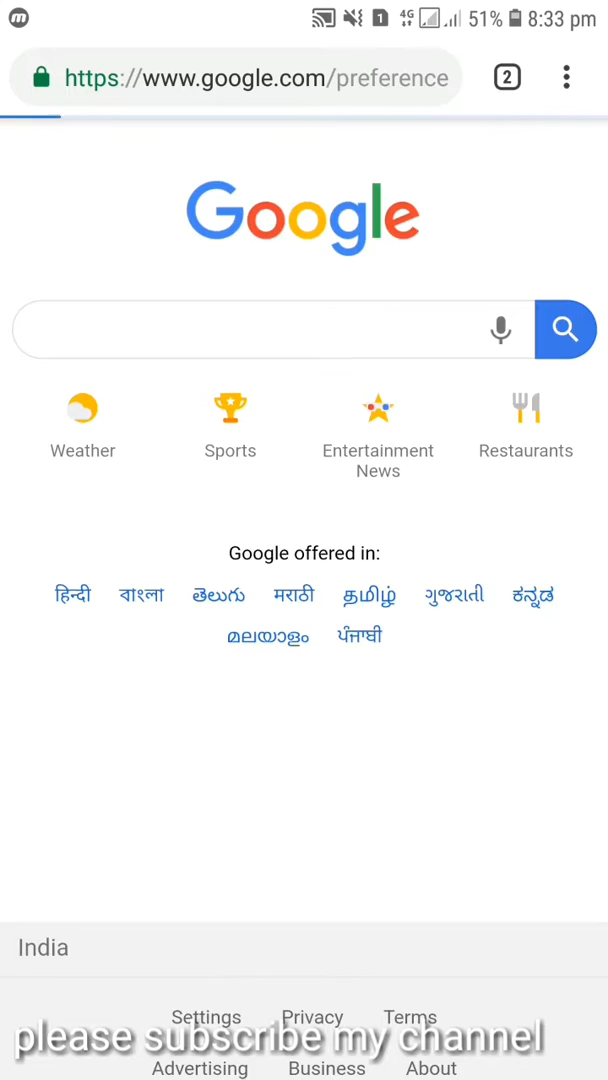 51% 8:33 pm
https://www.google.com/preference 2
Google
Weather Sports Entertainment News Restaurants
Google offered in:
हिन्दी বাংলা తెలుగు मराठी தமிழ் ગુજરાતી ಕನ್ನಡ
മലയാളം ਪੰਜਾਬੀ
India
Settings Privacy Terms
please subscribe my channel
Advertising Business About